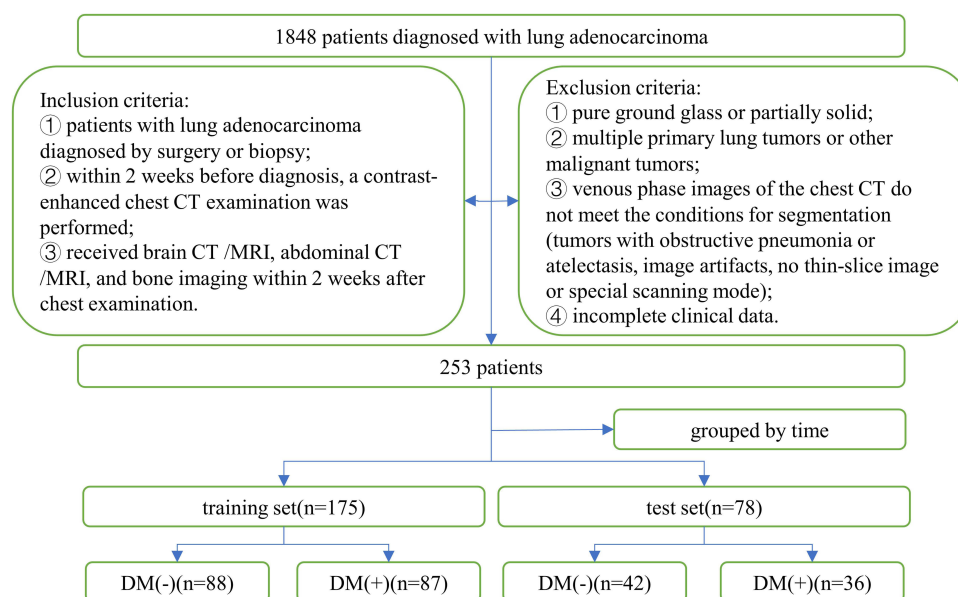 1848 patients diagnosed with lung adenocarcinoma
Inclusion criteria:
① patients with lung adenocarcinoma
diagnosed by surgery or biopsy;
② within 2 weeks before diagnosis, a contrast-
enhanced chest CT examination was
performed;
③ received brain CT /MRI, abdominal CT
/MRI, and bone imaging within 2 weeks after
chest examination.
Exclusion criteria:
① pure ground glass or partially solid;
② multiple primary lung tumors or other
malignant tumors;
③ venous phase images of the chest CT do
not meet the conditions for segmentation
(tumors with obstructive pneumonia or
atelectasis, image artifacts, no thin-slice image
or special scanning mode);
④ incomplete clinical data.
253 patients
grouped by time
training set(n=175)
test set(n=78)
DM(-)(n=88)
DM(+)(n=87)
DM(-)(n=42)
DM(+)(n=36)